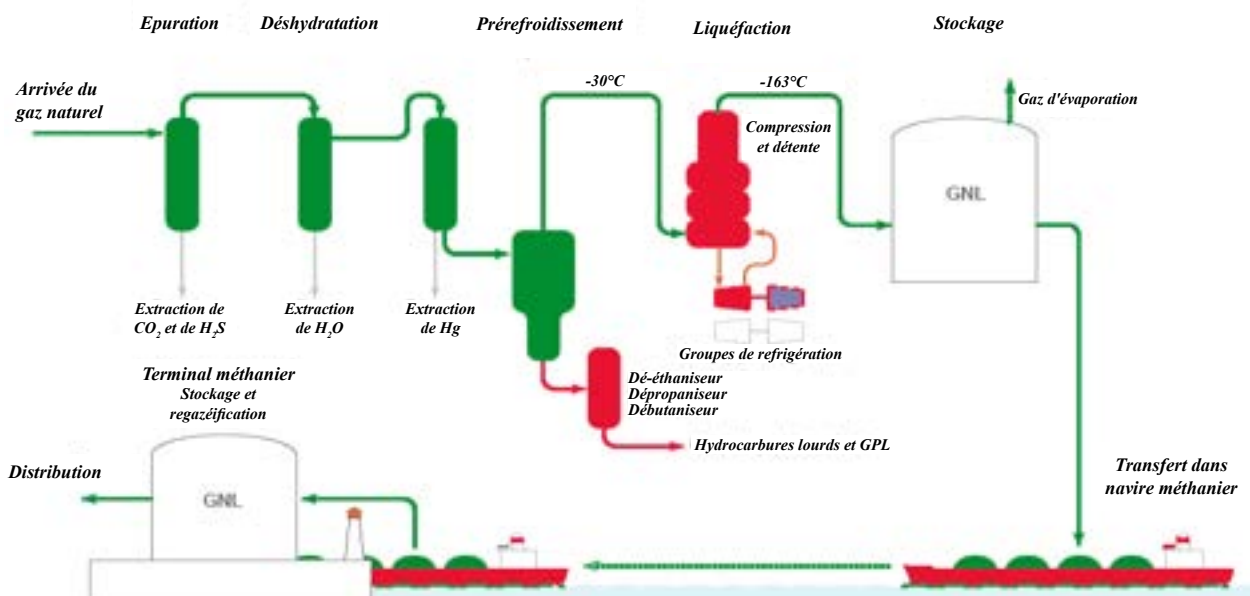 Epuration
Déshydratation
Prérefroidissement
Liquéfaction
Stockage
Arrivée du
gaz naturel
-30°C
-163°C
Compression
et détente
Gaz d'évaporation
GNL
Extraction de
CO₂ et de H₂S
Extraction
de H₂O
Extraction
de Hg
Groupes de refrigération
Dé-éthaniseur
Dépropaniseur
Débutaniseur
Hydrocarbures lourds et GPL
Terminal méthanier
Stockage et
regazéification
GNL
Distribution
Transfert dans
navire méthanier